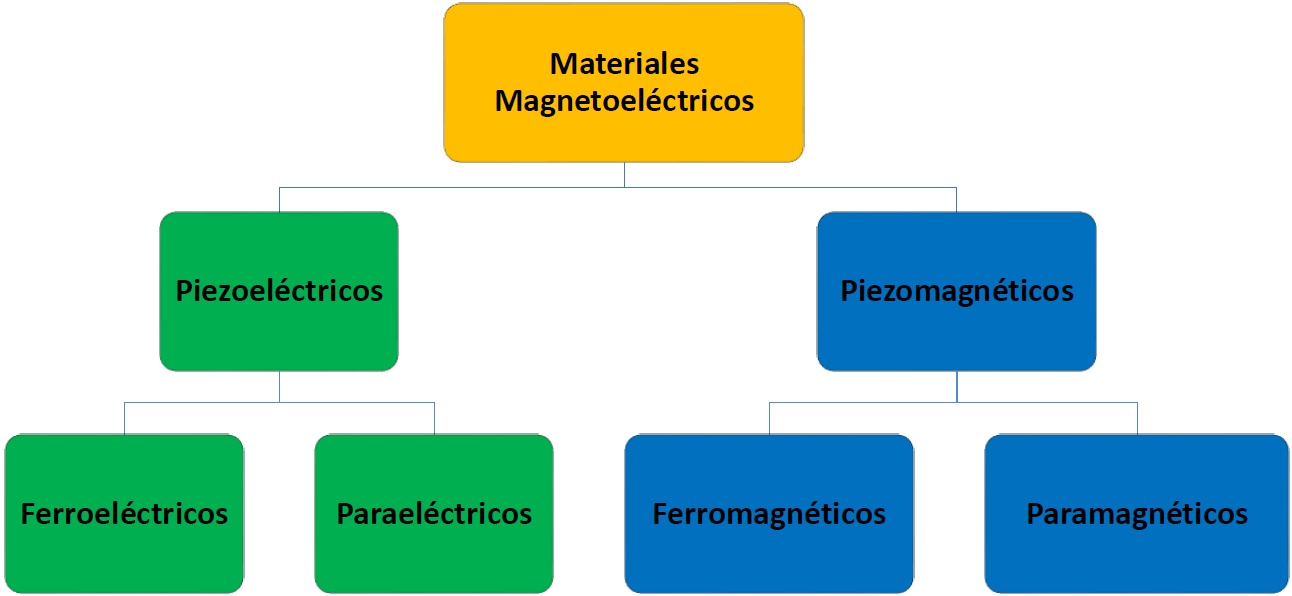 Materiales
Magnetoeléctricos
Piezoeléctricos
Piezomagnéticos
Ferroeléctricos
Paraeléctricos
Ferromagnéticos
Paramagnéticos